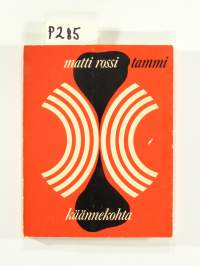 P285
matti rossi tammi
käännekohta